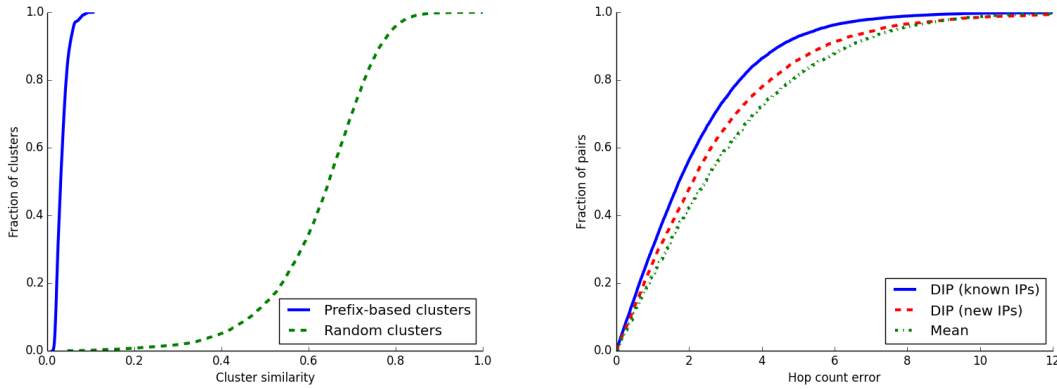 1.0
0.8
0.6
0.4
0.2
0.0
Fraction of clusters
0.0 0.2 0.4 0.6 0.8 1.0
Cluster similarity
Prefix-based clusters
Random clusters
1.0
0.8
0.6
0.4
0.2
0.0
Fraction of pairs
0 2 4 6 8 10 12
Hop count error
DIP (known IPs)
DIP (new IPs)
Mean